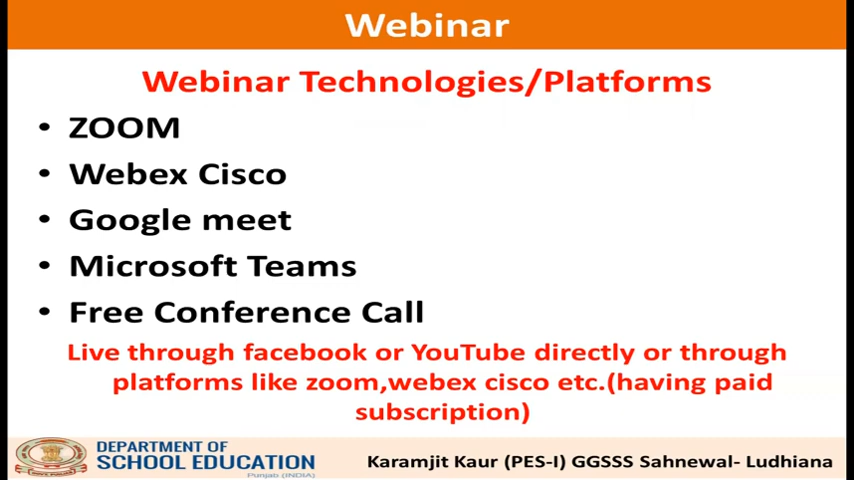 Webinar
Webinar Technologies/Platforms
• ZOOM
• Webex Cisco
• Google meet
• Microsoft Teams
• Free Conference Call
Live through facebook or YouTube directly or through
platforms like zoom,webex cisco etc.(having paid
subscription)
DEPARTMENT OF
SCHOOL EDUCATION
Punjab (INDIA)
Karamjit Kaur (PES-I) GGSSS Sahnewal- Ludhiana